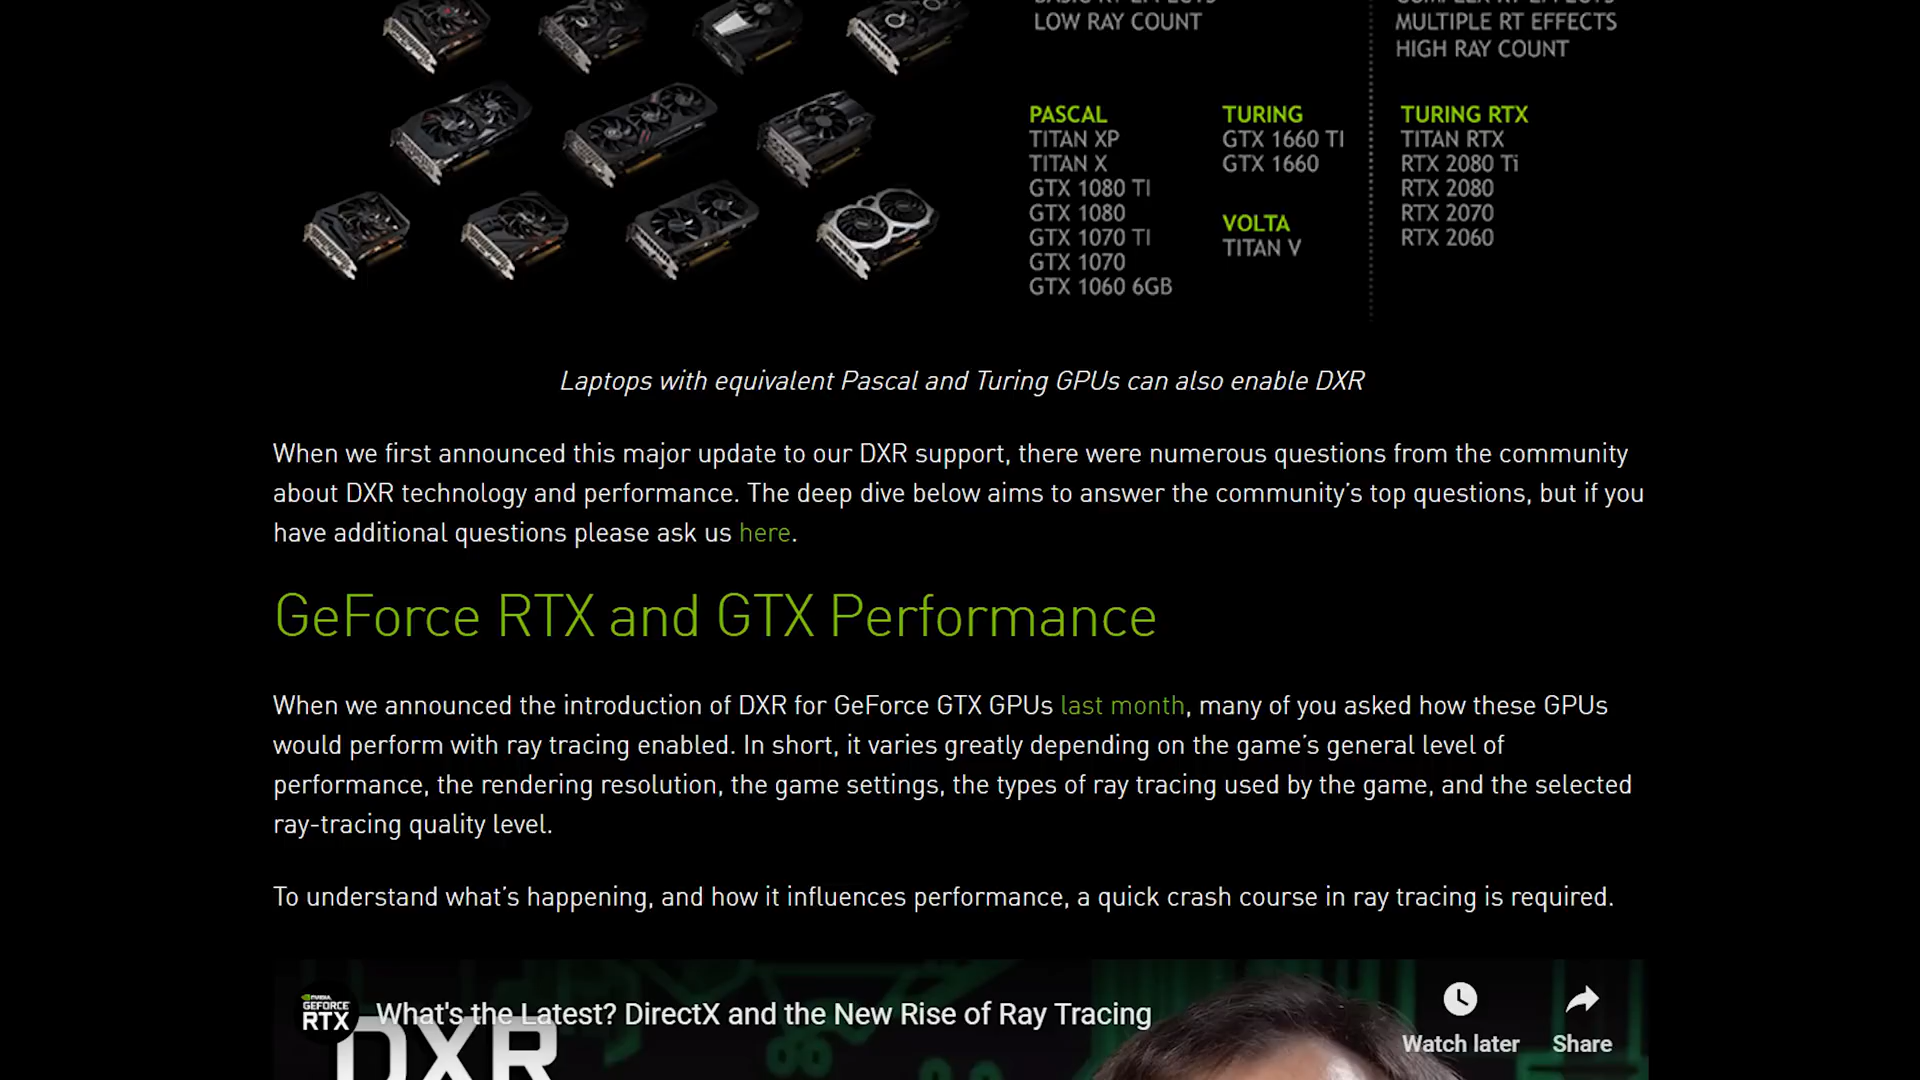 LOW RAY COUNT
MULTIPLE RT EFFECTS
HIGH RAY COUNT
PASCAL
TITAN XP
TITAN X
GTX 1080 TI
GTX 1080
GTX 1070 TI
GTX 1070
GTX 1060 6GB
TURING
GTX 1660 TI
GTX 1660
VOLTA
TITAN V
TURING RTX
TITAN RTX
RTX 2080 Ti
RTX 2080
RTX 2070
RTX 2060
Laptops with equivalent Pascal and Turing GPUs can also enable DXR
When we first announced this major update to our DXR support, there were numerous questions from the community
about DXR technology and performance. The deep dive below aims to answer the community’s top questions, but if you
have additional questions please ask us here.
GeForce RTX and GTX Performance
When we announced the introduction of DXR for GeForce GTX GPUs last month, many of you asked how these GPUs
would perform with ray tracing enabled. In short, it varies greatly depending on the game’s general level of
performance, the rendering resolution, the game settings, the types of ray tracing used by the game, and the selected
ray-tracing quality level.
To understand what’s happening, and how it influences performance, a quick crash course in ray tracing is required.
NVIDIA
GEFORCE
RTX
What's the Latest? DirectX and the New Rise of Ray Tracing
Watch later
Share
DXR